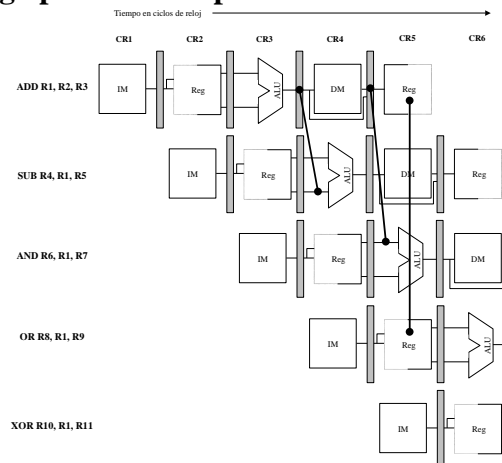 Tiempo en ciclos de reloj
CR1 CR2 CR3 CR4 CR5 CR6
ADD R1, R2, R3
IM Reg ALU DM Reg
SUB R4, R1, R5
IM Reg ALU DM Reg
AND R6, R1, R7
IM Reg ALU DM
OR R8, R1, R9
IM Reg ALU
XOR R10, R1, R11
IM Reg